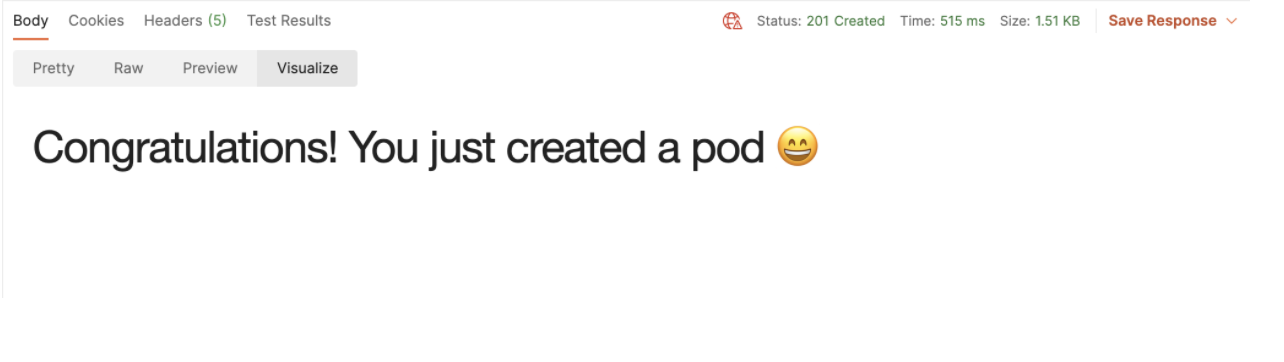 Body Cookies Headers (5) Test Results Status: 201 Created Time: 515 ms Size: 1.51 KB Save Response
Pretty Raw Preview Visualize
Congratulations! You just created a pod 😄